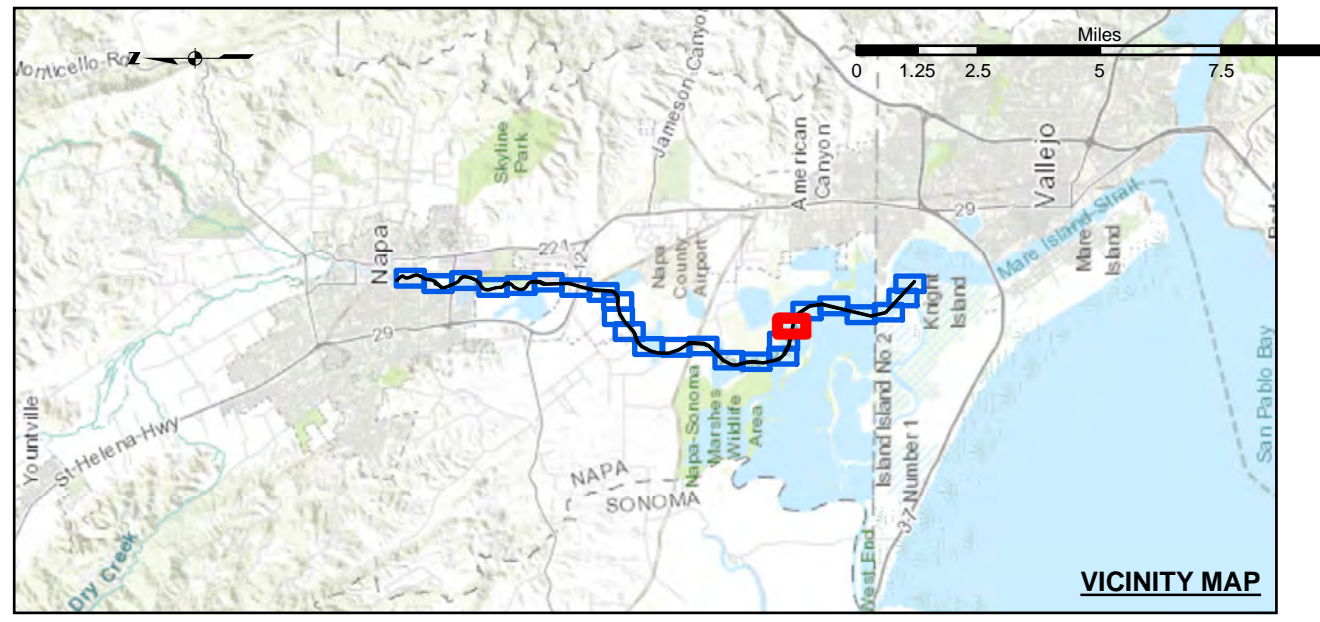 Miles
0 1.25 2.5 5 7.5
Z
Monticello-Rd
Jameson-Canyo
Skyline
Park
American
Canyon
Vallejo
29
Mare Island-Strait
Mare
Island
Napa
221
12
Napa
County
Airport
Knight
Island
29
Yountville
St-Helena-Hwy
Dry Creek
Napa-Sonoma
Marshes
Wildlife
Area
Island Island No 2
37-Number 1
NAPA
SONOMA
West End
San Pablo Bay
VICINITY MAP